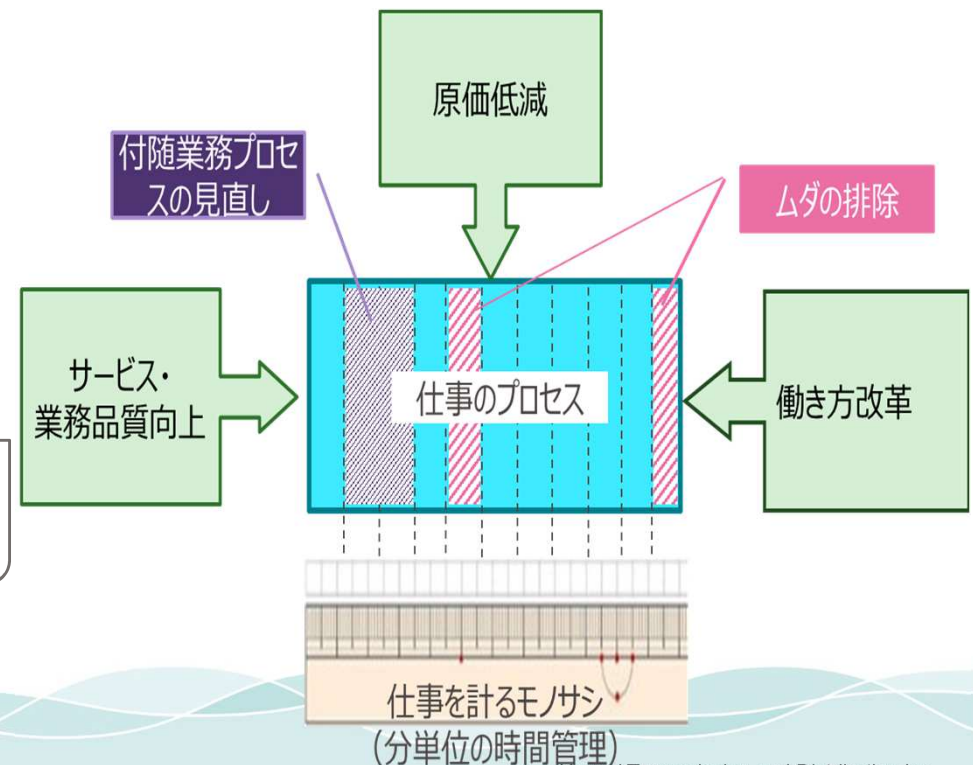 原価低減
付随業務プロセ
スの見直し
ムダの排除
サービス・
業務品質向上
仕事のプロセス
働き方改革
仕事を計るモノサシ
(分単位の時間管理)